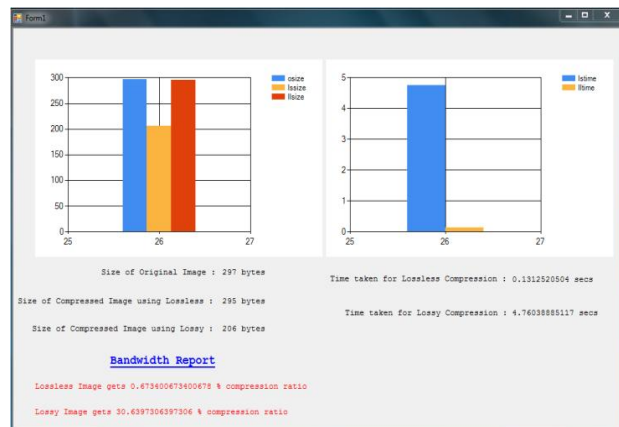 Form1
300
250
200
150
100
50
0
25
26
27
osize
lssize
llsize
5
4
3
2
1
0
25
26
27
lstime
lltime
Size of Original Image : 297 bytes
Size of Compressed Image using Lossless : 295 bytes
Size of Compressed Image using Lossy : 206 bytes
Time taken for Lossless Compression : 0.1312520504 secs
Time taken for Lossy Compression : 4.76038885117 secs
Bandwidth Report
Lossless Image gets 0.673400673400678 % compression ratio
Lossy Image gets 30.6397306397306 % compression ratio